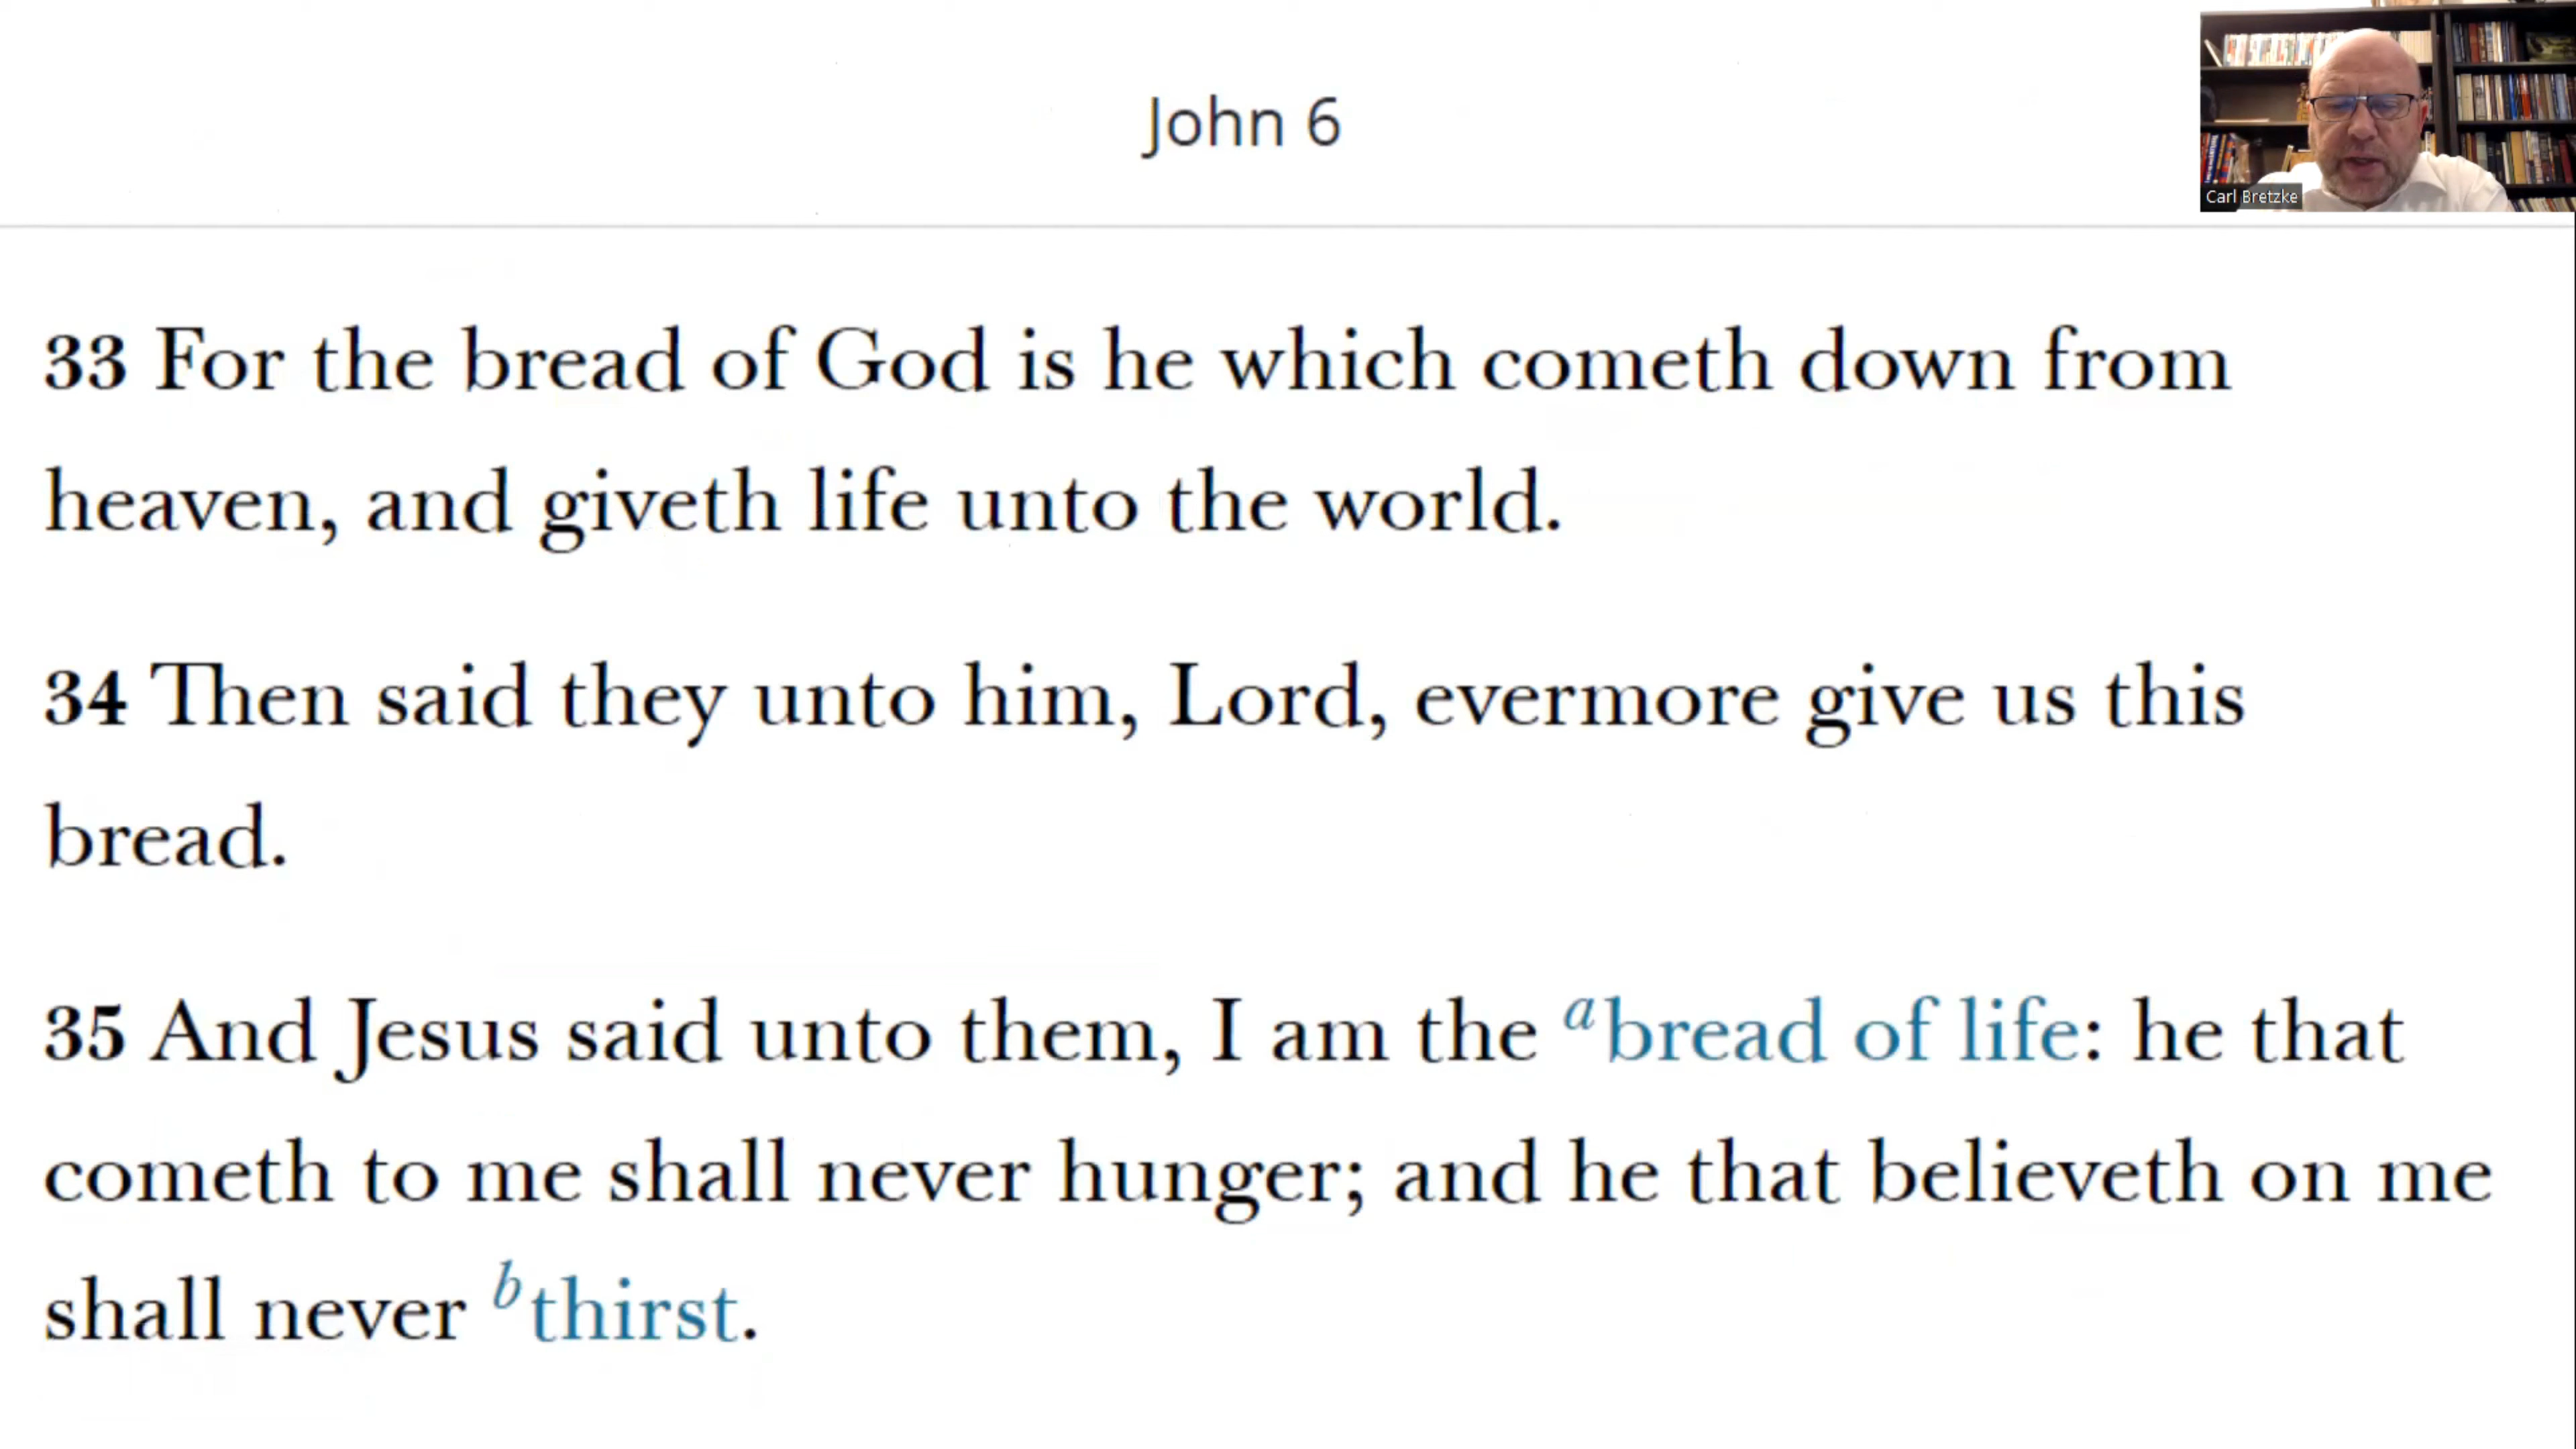 John 6
Carl Bretzke
33 For the bread of God is he which cometh down from
heaven, and giveth life unto the world.
34 Then said they unto him, Lord, evermore give us this
bread.
35 And Jesus said unto them, I am the a bread of life: he that
cometh to me shall never hunger; and he that believeth on me
shall never b thirst.